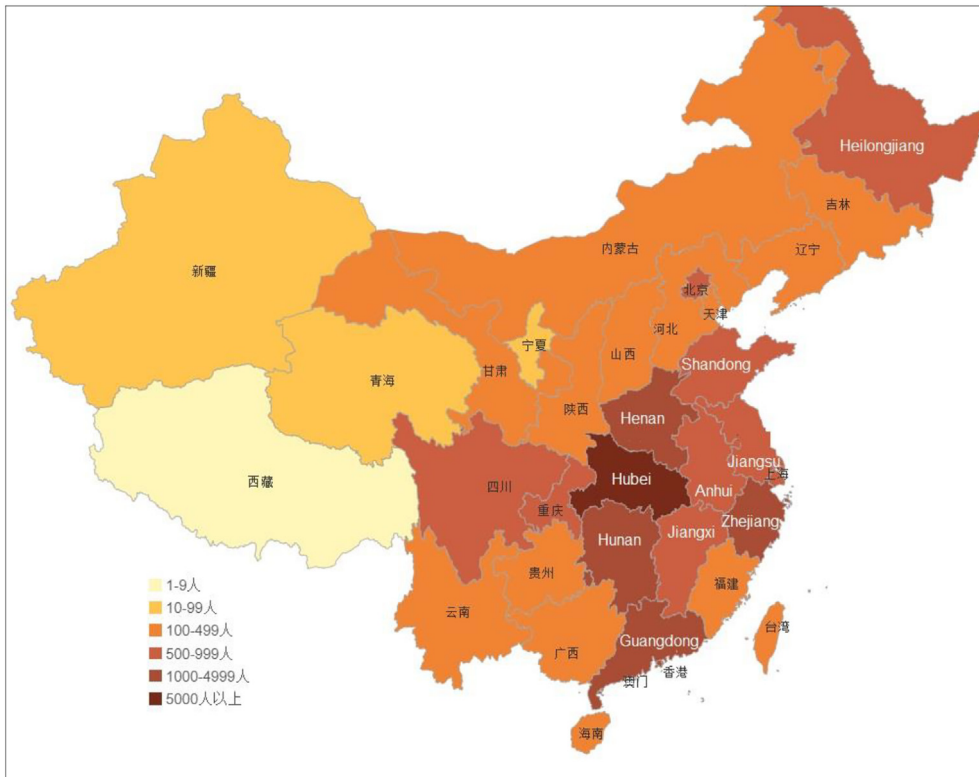 Heilongjiang
吉林
辽宁
内蒙古
北京
天津
河北
新疆
宁夏
山西
Shandong
甘肃
青海
陕西
Henan
西藏
四川
Hubei
Jiangsu
上海
Anhui
重庆
Zhejiang
Hunan
Jiangxi
贵州
福建
云南
台湾
广西
Guangdong
香港
澳门
海南
1-9人
10-99人
100-499人
500-999人
1000-4999人
5000人以上